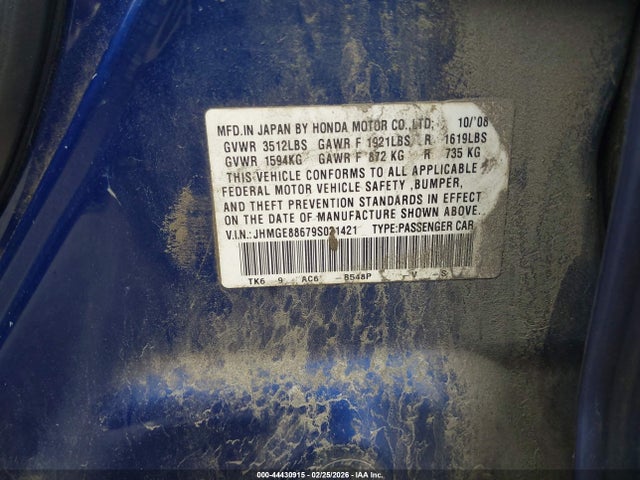 MFD.IN JAPAN BY HONDA MOTOR CO.,LTD; 10/'08
GVWR 3512LBS GAWR F 1921LBS R 1619LBS
GVWR 1594KG GAWR F 872 KG R 735 KG
THIS VEHICLE CONFORMS TO ALL APPLICABLE
FEDERAL MOTOR VEHICLE SAFETY ,BUMPER,
AND THEFT PREVENTION STANDARDS IN EFFECT
ON THE DATE OF MANUFACTURE SHOWN ABOVE..
V.I.N.:JHMGE88679S021421 TYPE:PASSENGER CAR
TK6 9 AC6 -B548P -V -S
000-44430915 - 02/25/2026 - IAA Inc.